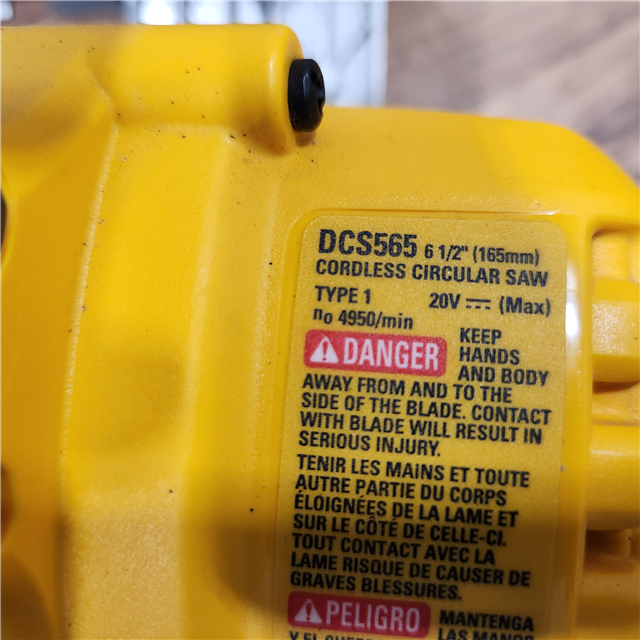 DCS565 6 1/2" (165mm)
CORDLESS CIRCULAR SAW
TYPE 1 20V ⎓ (Max)
no 4950/min
⚠ DANGER KEEP
HANDS
AND BODY
AWAY FROM AND TO THE
SIDE OF THE BLADE. CONTACT
WITH BLADE WILL RESULT IN
SERIOUS INJURY.
TENIR LES MAINS ET TOUTE
AUTRE PARTIE DU CORPS
ÉLOIGNÉES DE LA LAME ET
SUR LE CÔTÉ DE CELLE-CI.
TOUT CONTACT AVEC LA
LAME RISQUE DE CAUSER DE
GRAVES BLESSURES.
⚠ PELIGRO MANTENGA
LAS MANOS
Y EL